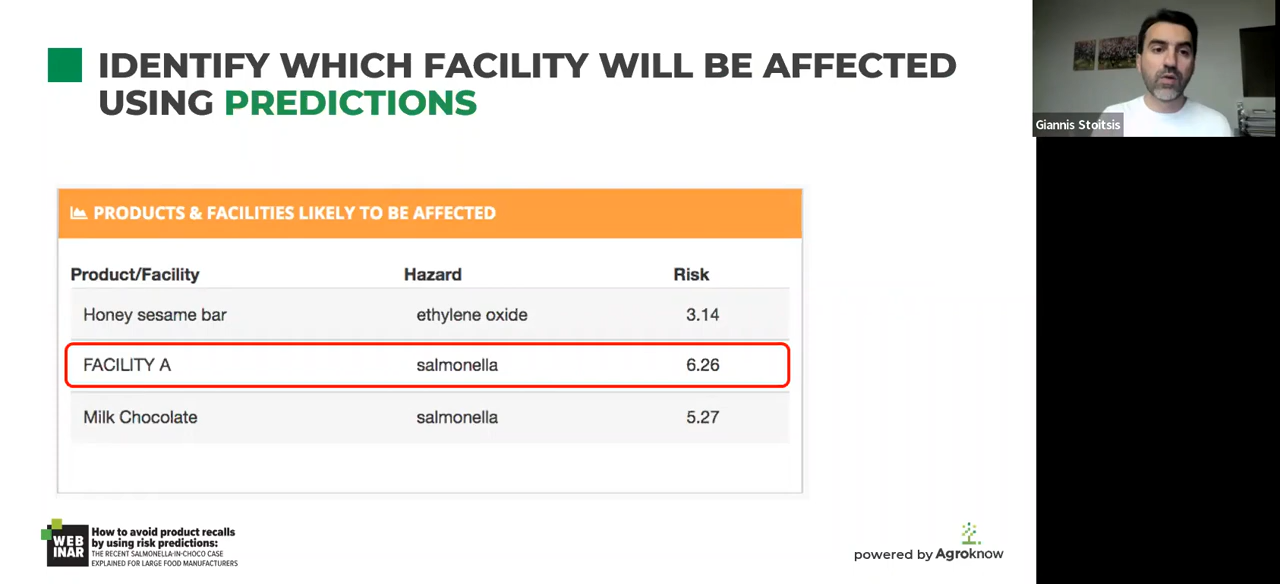 IDENTIFY WHICH FACILITY WILL BE AFFECTED
USING PREDICTIONS
Giannis Stoitsis
PRODUCTS & FACILITIES LIKELY TO BE AFFECTED
Product/Facility Hazard Risk
Honey sesame bar ethylene oxide 3.14
FACILITY A salmonella 6.26
Milk Chocolate salmonella 5.27
WEB
INAR
How to avoid product recalls
by using risk predictions:
THE RECENT SALMONELLA-IN-CHOCO CASE
EXPLAINED FOR LARGE FOOD MANUFACTURERS
powered by Agroknow